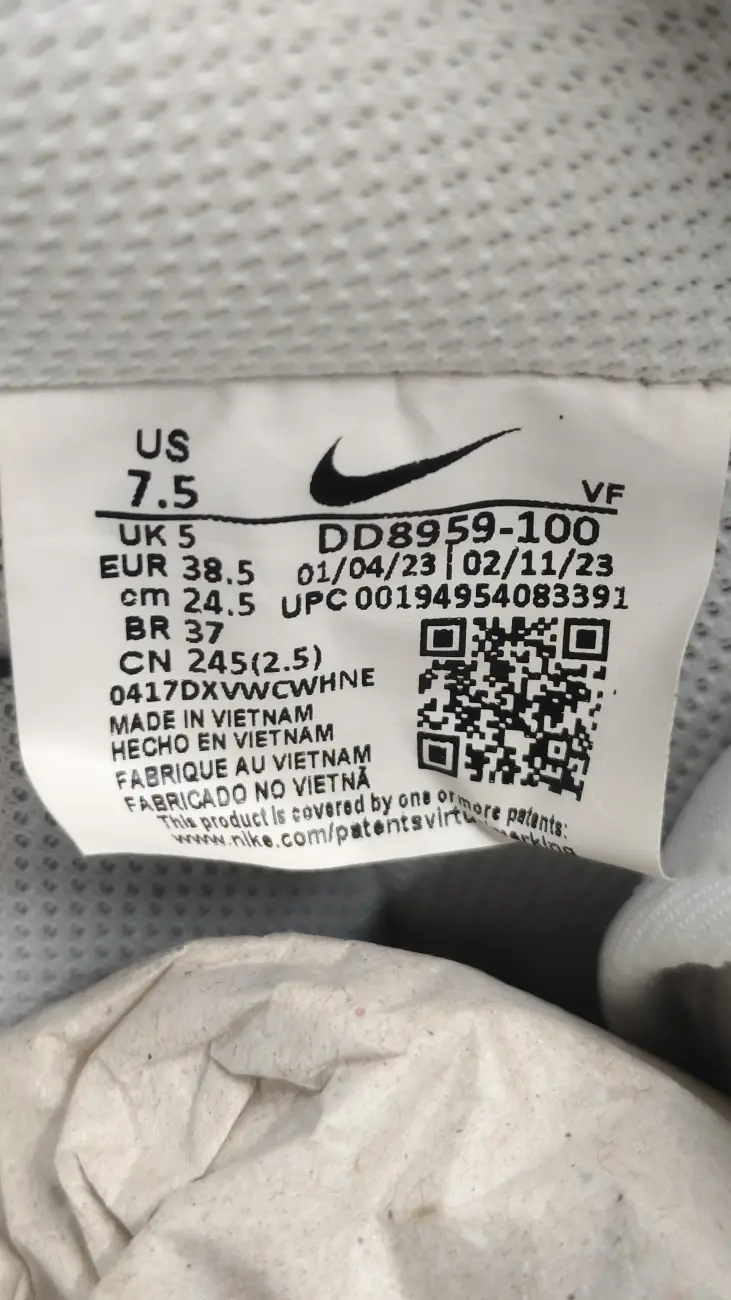 US
7.5
VF
UK 5
DD8959-100
EUR 38.5
01/04/23 | 02/11/23
cm 24.5
UPC 00194954083391
BR 37
CN 245(2.5)
0417DXVWCWHNE
MADE IN VIETNAM
HECHO EN VIETNAM
FABRIQUE AU VIETNAM
FABRICADO NO VIETNÃ
This product is covered by one or more patents:
www.nike.com/patents